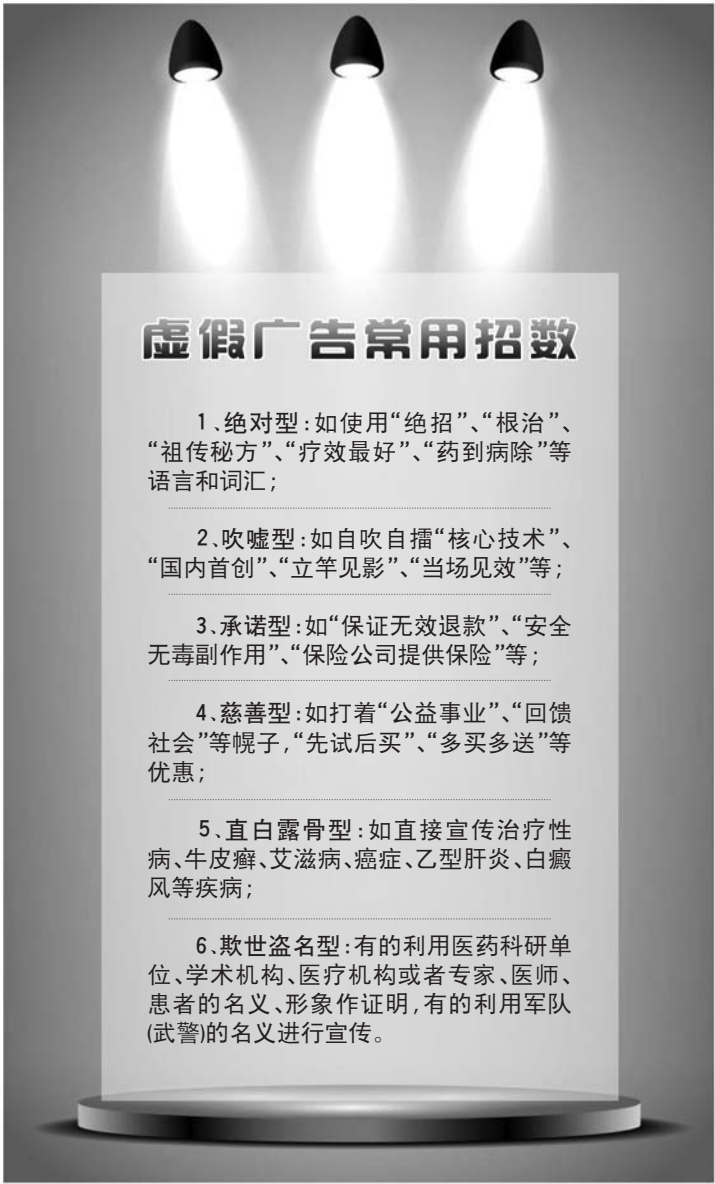 虚假广告常用招数
1、绝对型:如使用“绝招”、“根治”、
“祖传秘方”、“疗效最好”、“药到病除”等
语言和词汇;
2、吹嘘型:如自吹自擂“核心技术”、
“国内首创”、“立竿见影”、“当场见效”等;
3、承诺型:如“保证无效退款”、“安全
无毒副作用”、“保险公司提供保险”等;
4、慈善型:如打着“公益事业”、“回馈
社会”等幌子,“先试后买”、“多买多送”等
优惠;
5、直白露骨型:如直接宣传治疗性
病、牛皮癣、艾滋病、癌症、乙型肝炎、白癜
风等疾病;
6、欺世盗名型:有的利用医药科研单
位、学术机构、医疗机构或者专家、医师、
患者的名义、形象作证明,有的利用军队
(武警)的名义进行宣传。